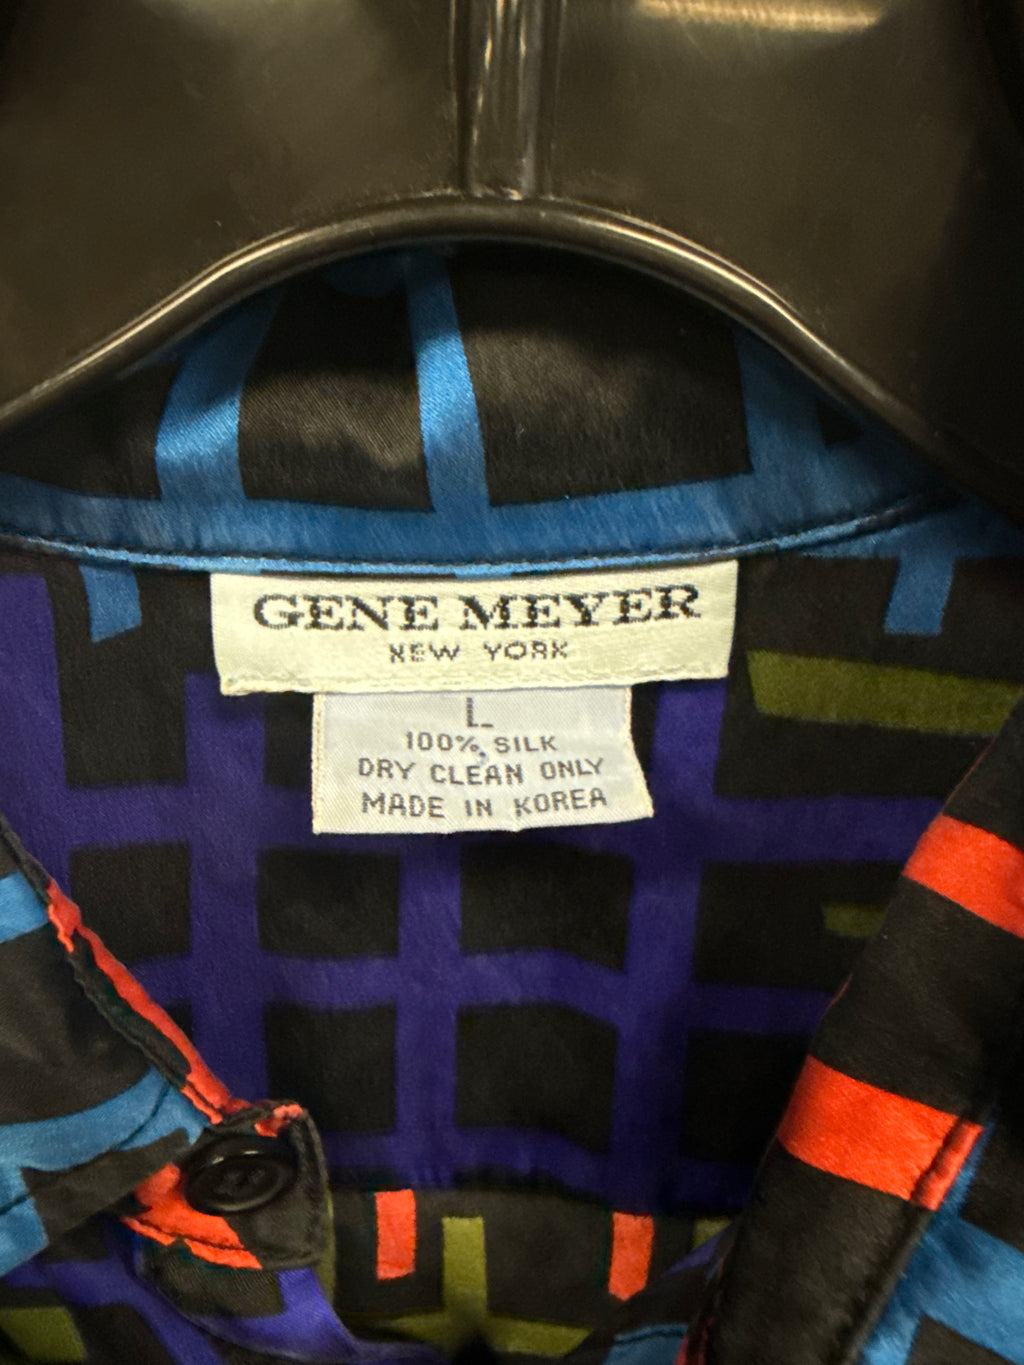 GENE MEYER
NEW YORK
L
100% SILK
DRY CLEAN ONLY
MADE IN KOREA